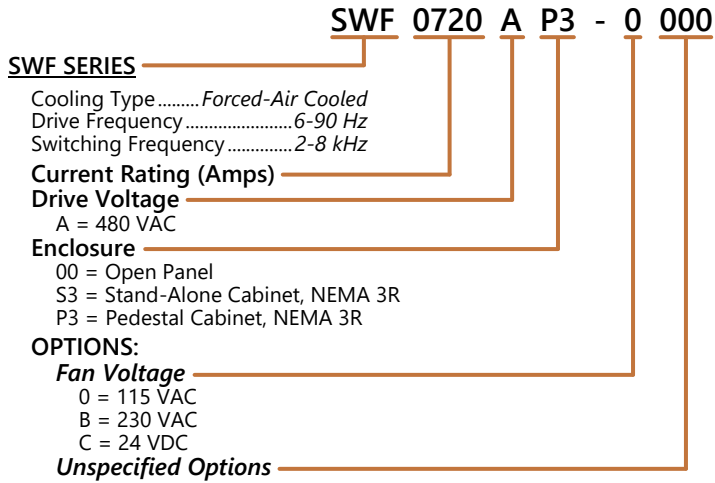 SWF 0720 A P3 - 0 000
SWF SERIES
Cooling Type.........Forced-Air Cooled
Drive Frequency.......................6-90 Hz
Switching Frequency..............2-8 kHz
Current Rating (Amps)
Drive Voltage
A = 480 VAC
Enclosure
00 = Open Panel
S3 = Stand-Alone Cabinet, NEMA 3R
P3 = Pedestal Cabinet, NEMA 3R
OPTIONS:
Fan Voltage
0 = 115 VAC
B = 230 VAC
C = 24 VDC
Unspecified Options